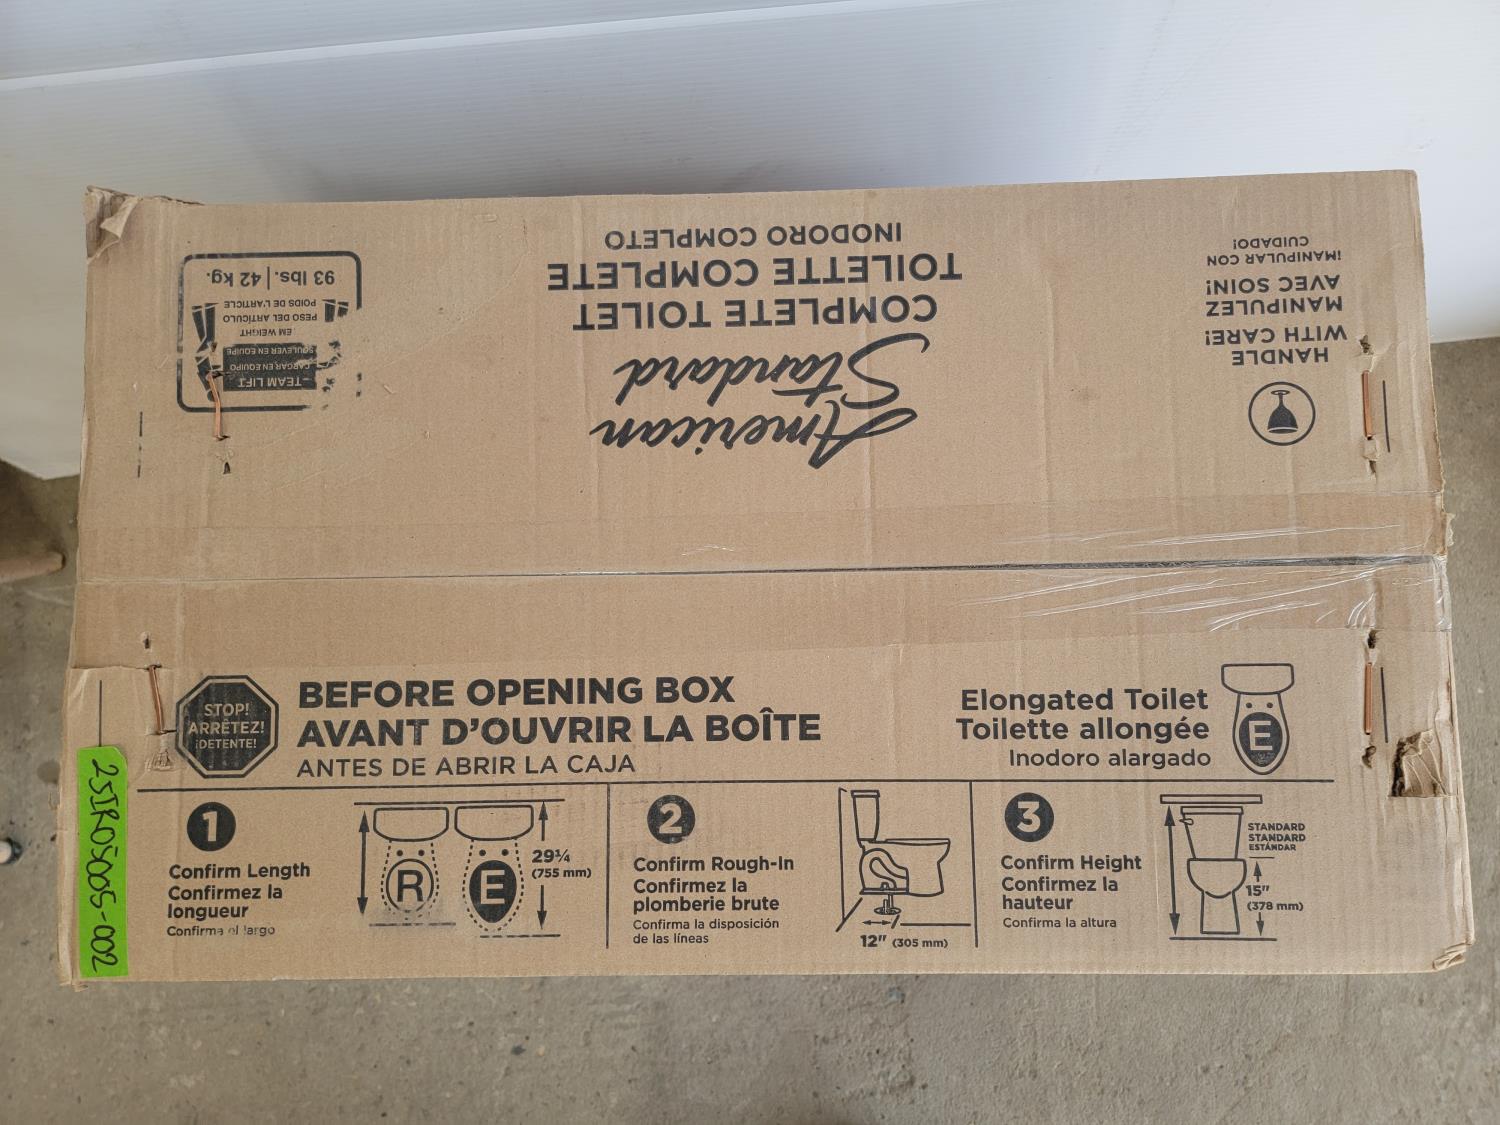 American
Standard
COMPLETE TOILET
TOILETTE COMPLETE
INODORO COMPLETO
HANDLE
WITH CARE!
MANIPULEZ
AVEC SOIN!
¡MANIPULAR CON
CUIDADO!
TEAM LIFT
CARGAR EN EQUIPO
SOULEVER EN EQUIPE
EM WEIGHT
PESO DEL ARTÍCULO
POIDS DE L'ARTICLE
93 lbs. | 42 kg.
STOP!
ARRÊTEZ!
¡DETENTE!
BEFORE OPENING BOX
AVANT D'OUVRIR LA BOÎTE
ANTES DE ABRIR LA CAJA
Elongated Toilet
Toilette allongée
Inodoro alargado
E
1
Confirm Length
Confirmez la
longueur
Confirma el largo
R
E
29¼
(755 mm)
2
Confirm Rough-In
Confirmez la
plomberie brute
Confirma la disposición
de las líneas
12" (305 mm)
3
Confirm Height
Confirmez la
hauteur
Confirma la altura
STANDARD
STANDARD
ESTÁNDAR
15"
(378 mm)